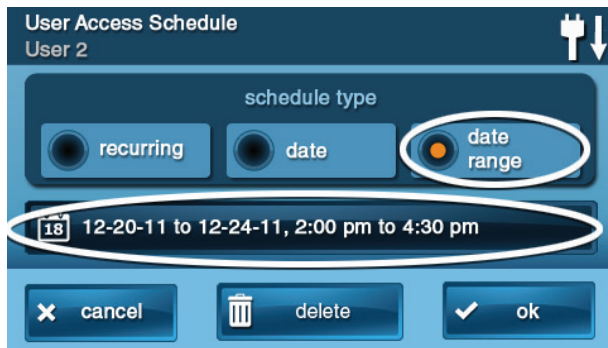 User Access Schedule
User 2
schedule type
recurring
date
date
range
18
12-20-11 to 12-24-11, 2:00 pm to 4:30 pm
cancel
delete
ok